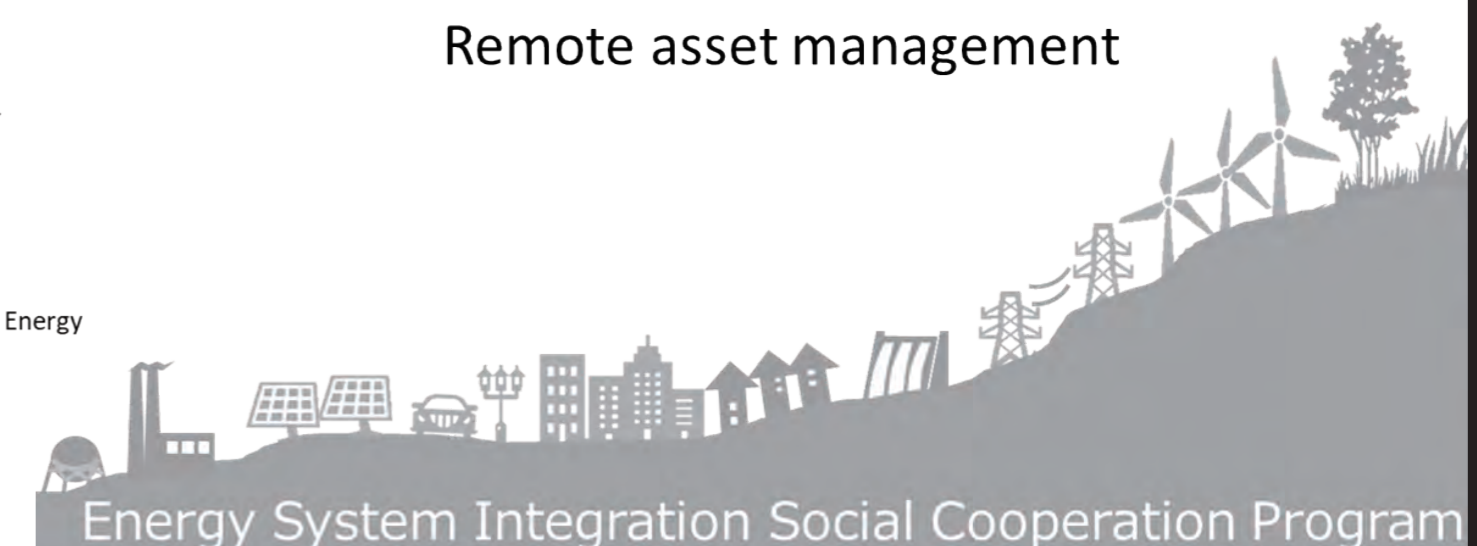 Remote asset management
Energy
Energy System Integration Social Cooperation Program